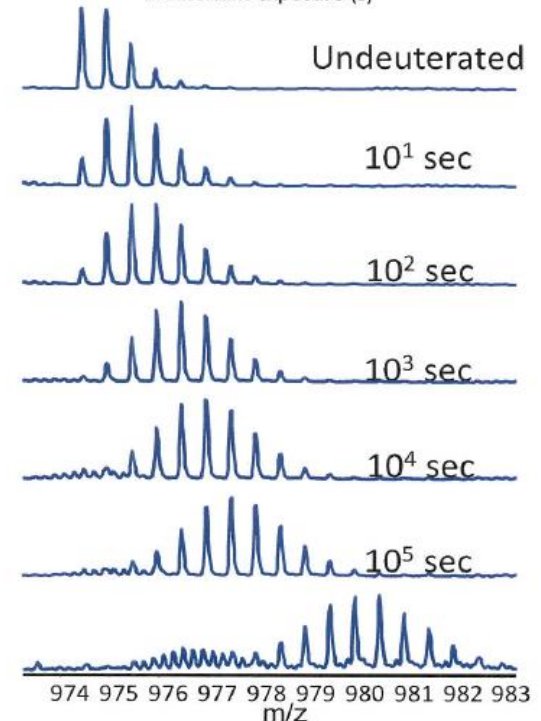 Undeuterated
10¹ sec
10² sec
10³ sec
10⁴ sec
10⁵ sec
974 975 976 977 978 979 980 981 982 983
m/z